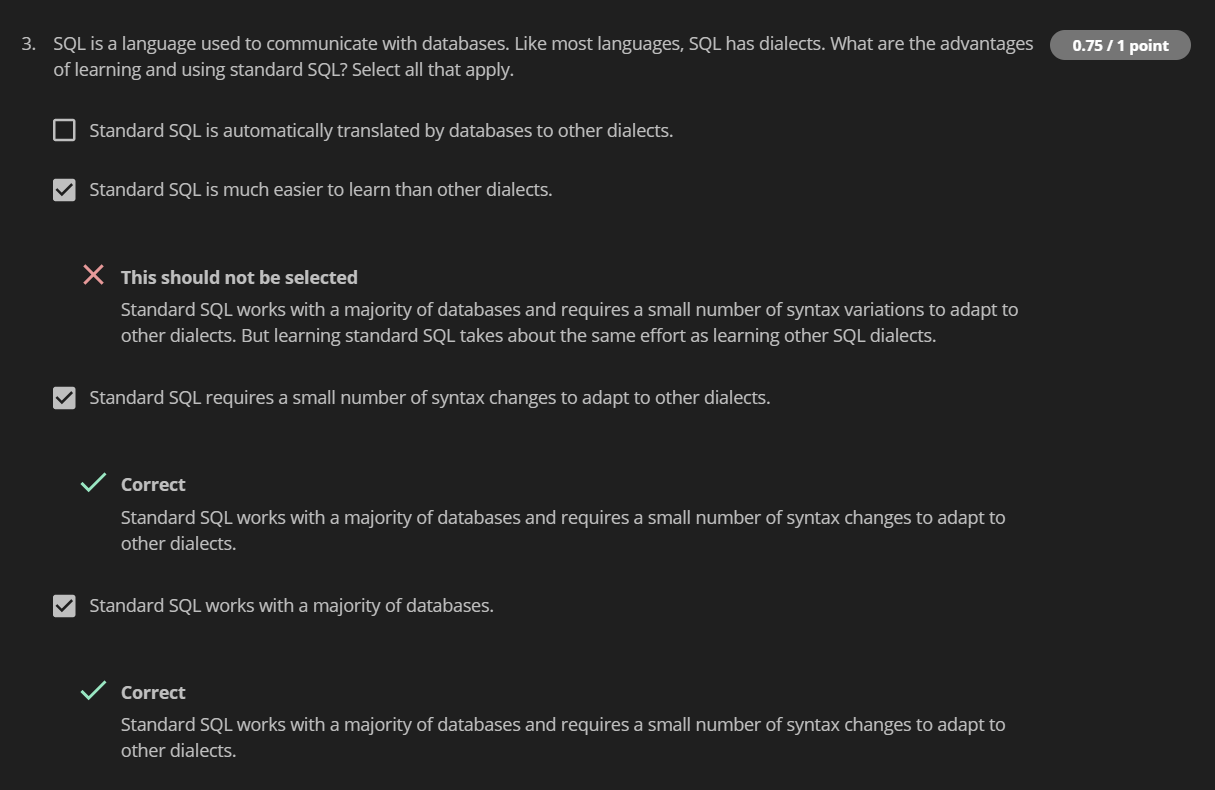 3. SQL is a language used to communicate with databases. Like most languages, SQL has dialects. What are the advantages
of learning and using standard SQL? Select all that apply.
0.75 / 1 point
Standard SQL is automatically translated by databases to other dialects.
Standard SQL is much easier to learn than other dialects.
This should not be selected
Standard SQL works with a majority of databases and requires a small number of syntax variations to adapt to
other dialects. But learning standard SQL takes about the same effort as learning other SQL dialects.
Standard SQL requires a small number of syntax changes to adapt to other dialects.
Correct
Standard SQL works with a majority of databases and requires a small number of syntax changes to adapt to
other dialects.
Standard SQL works with a majority of databases.
Correct
Standard SQL works with a majority of databases and requires a small number of syntax changes to adapt to
other dialects.